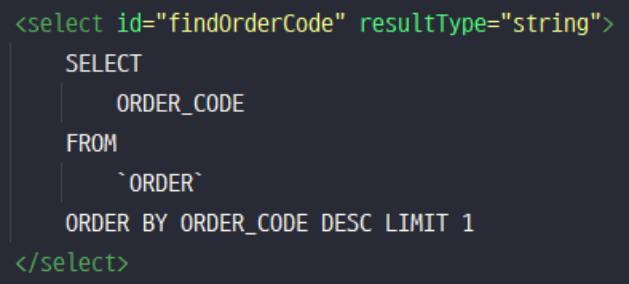 <select id="findOrderCode" resultType="string">
SELECT
ORDER_CODE
FROM
`ORDER`
ORDER BY ORDER_CODE DESC LIMIT 1
</select>